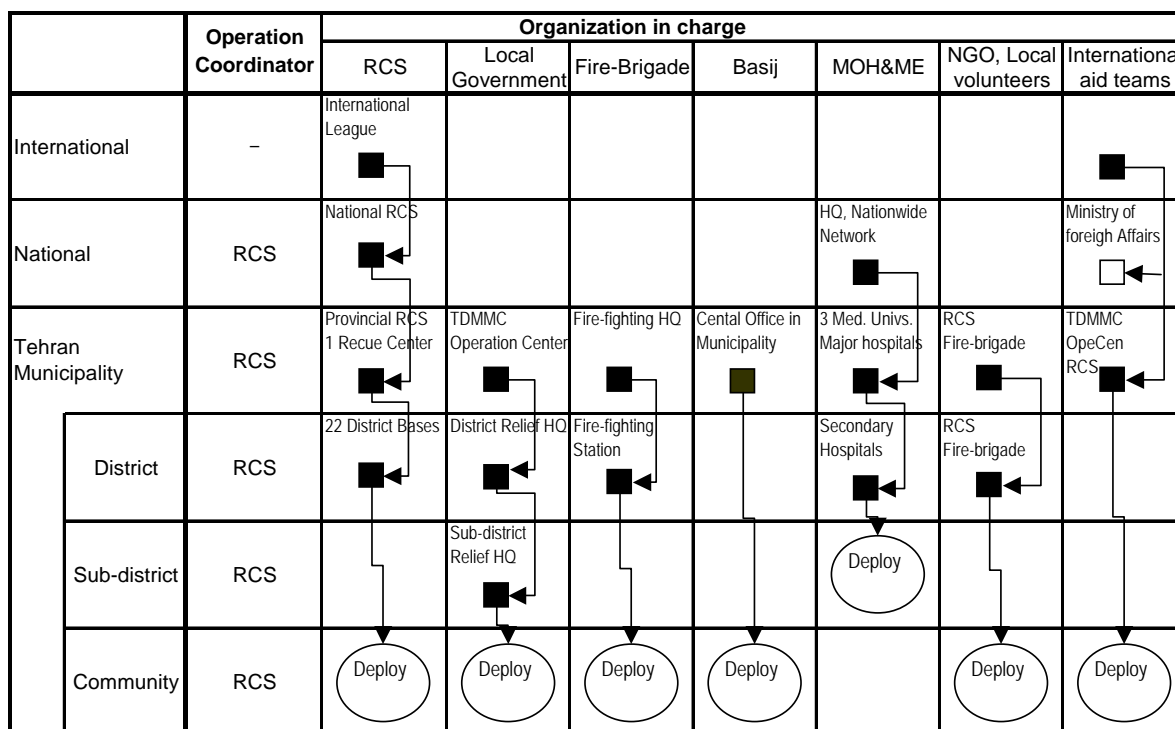 Operation
Coordinator
Organization in charge
RCS
Local
Government
Fire-Brigade
Basij
MOH&ME
NGO, Local
volunteers
Internationa
aid teams
International
–
International
League
National
RCS
National RCS
HQ, Nationwide
Network
Ministry of
foreigh Affairs
Tehran
Municipality
RCS
Provincial RCS
1 Recue Center
TDMMC
Operation Center
Fire-fighting HQ
Cental Office in
Municipality
3 Med. Univs.
Major hospitals
RCS
Fire-brigade
TDMMC
OpeCen
RCS
District
RCS
22 District Bases
District Relief HQ
Fire-fighting
Station
Secondary
Hospitals
RCS
Fire-brigade
Sub-district
RCS
Sub-district
Relief HQ
Deploy
Community
RCS
Deploy
Deploy
Deploy
Deploy
Deploy
Deploy